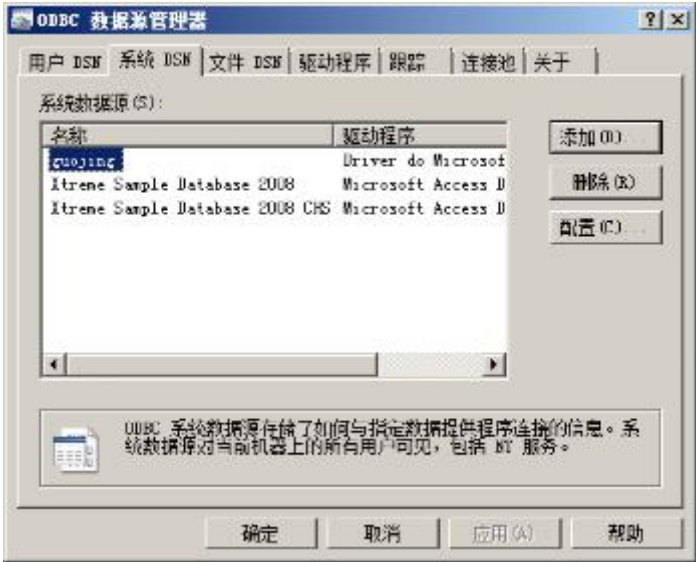 ODBC 数据源管理器
用户 DSN 系统 DSN 文件 DSN 驱动程序 跟踪 连接池 关于
系统数据源(S):
名称 驱动程序
guojing Driver do Microsof
Xtreme Sample Database 2008 Microsoft Access D
Xtreme Sample Database 2008 CHS Microsoft Access D
添加(D)...
删除(R)
配置(C)...
ODBC 系统数据源存储了如何与指定数据提供程序连接的信息。系
统数据源对当前机器上的所有用户可见，包括 NT 服务。
确定 取消 应用(A) 帮助